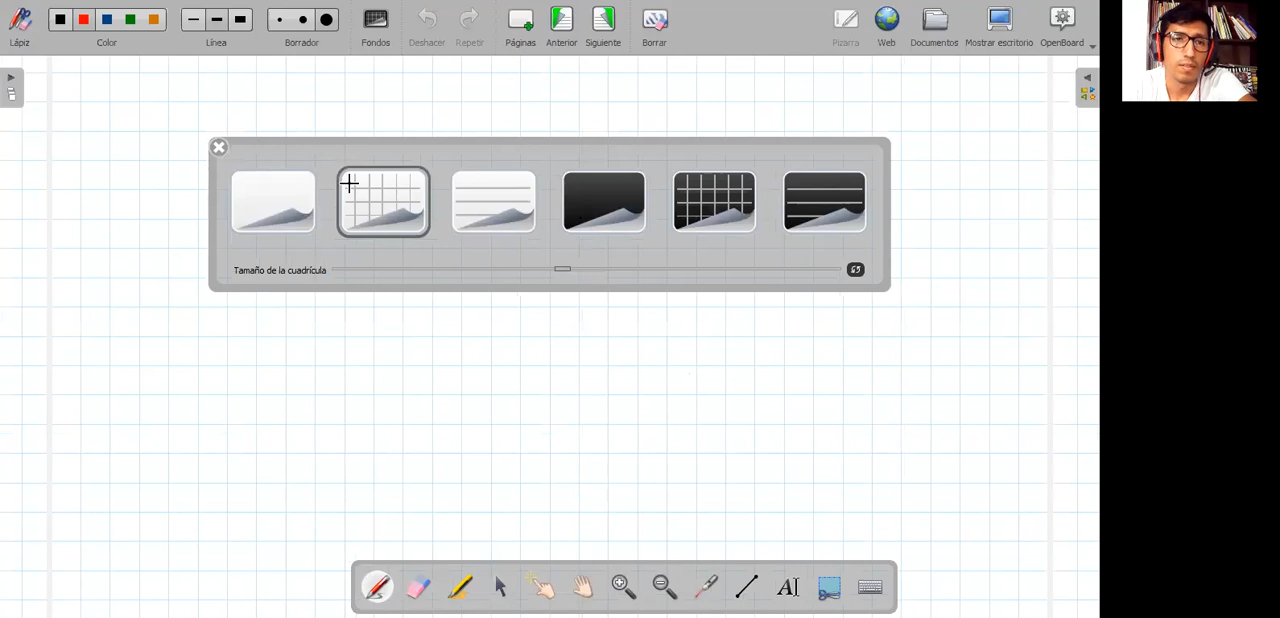 Lápiz
Color
Línea
Borrador
Fondos
Deshacer
Repetir
Páginas
Anterior
Siguiente
Borrar
Pizarra
Web
Documentos
Mostrar escritorio
OpenBoard
Tamaño de la cuadrícula